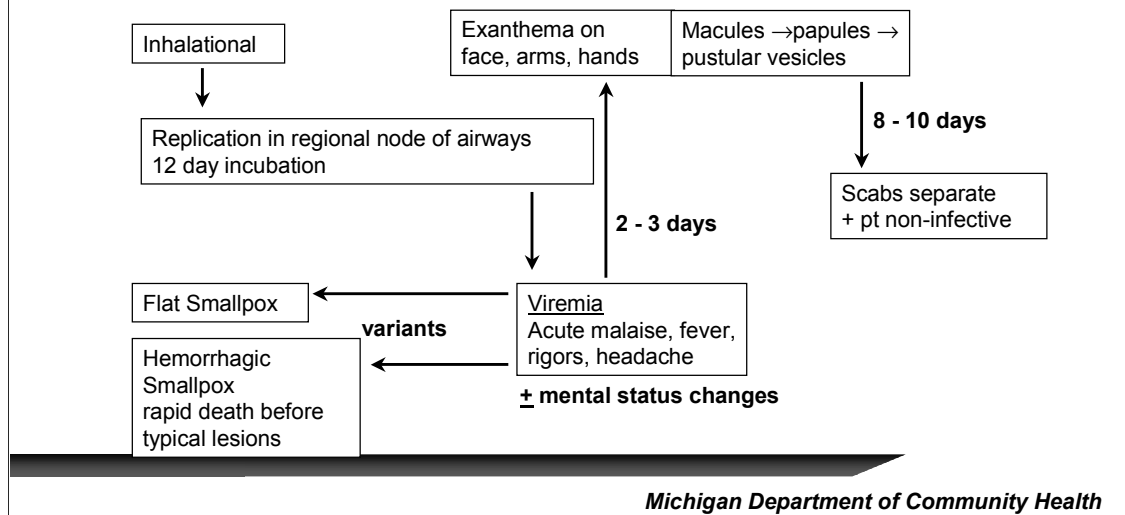 Inhalational
Replication in regional node of airways
12 day incubation
Exanthema on
face, arms, hands
Macules →papules →
pustular vesicles
8 - 10 days
Scabs separate
+ pt non-infective
2 - 3 days
Viremia
Acute malaise, fever,
rigors, headache
± mental status changes
variants
Flat Smallpox
Hemorrhagic
Smallpox
rapid death before
typical lesions
Michigan Department of Community Health